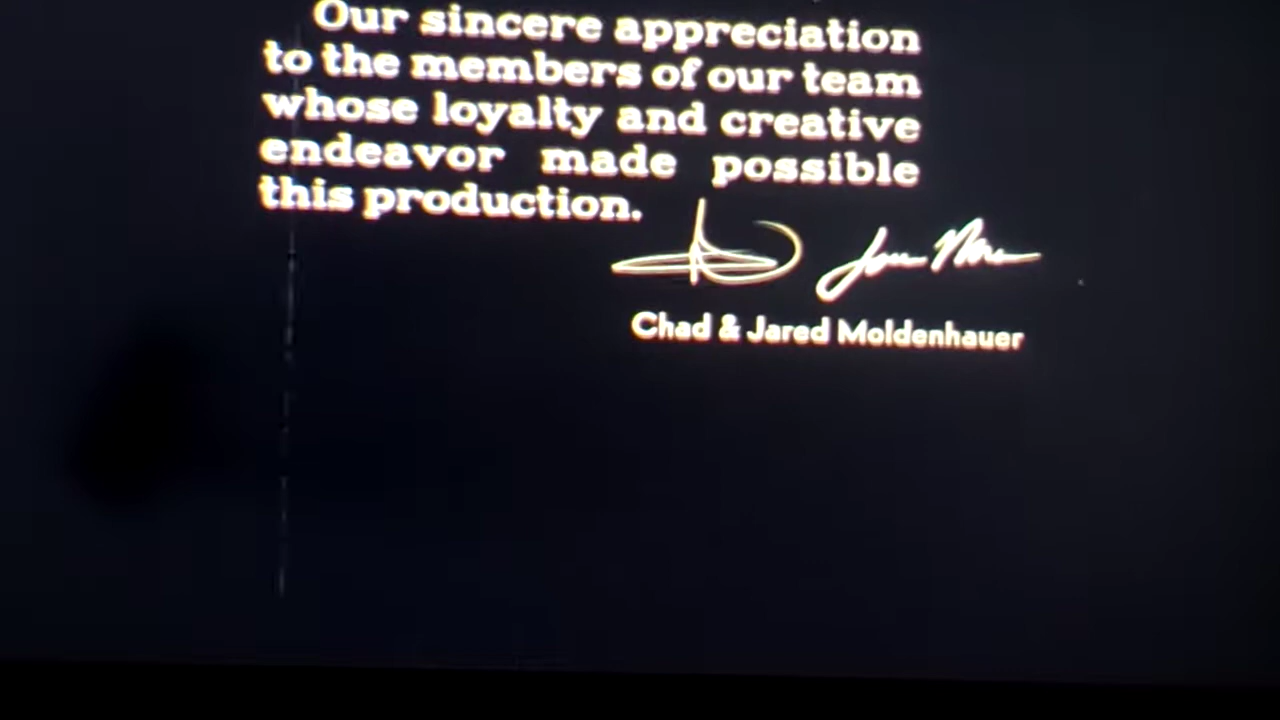 Our sincere appreciation
to the members of our team
whose loyalty and creative
endeavor made possible
this production.
Chad & Jared Moldenhauer